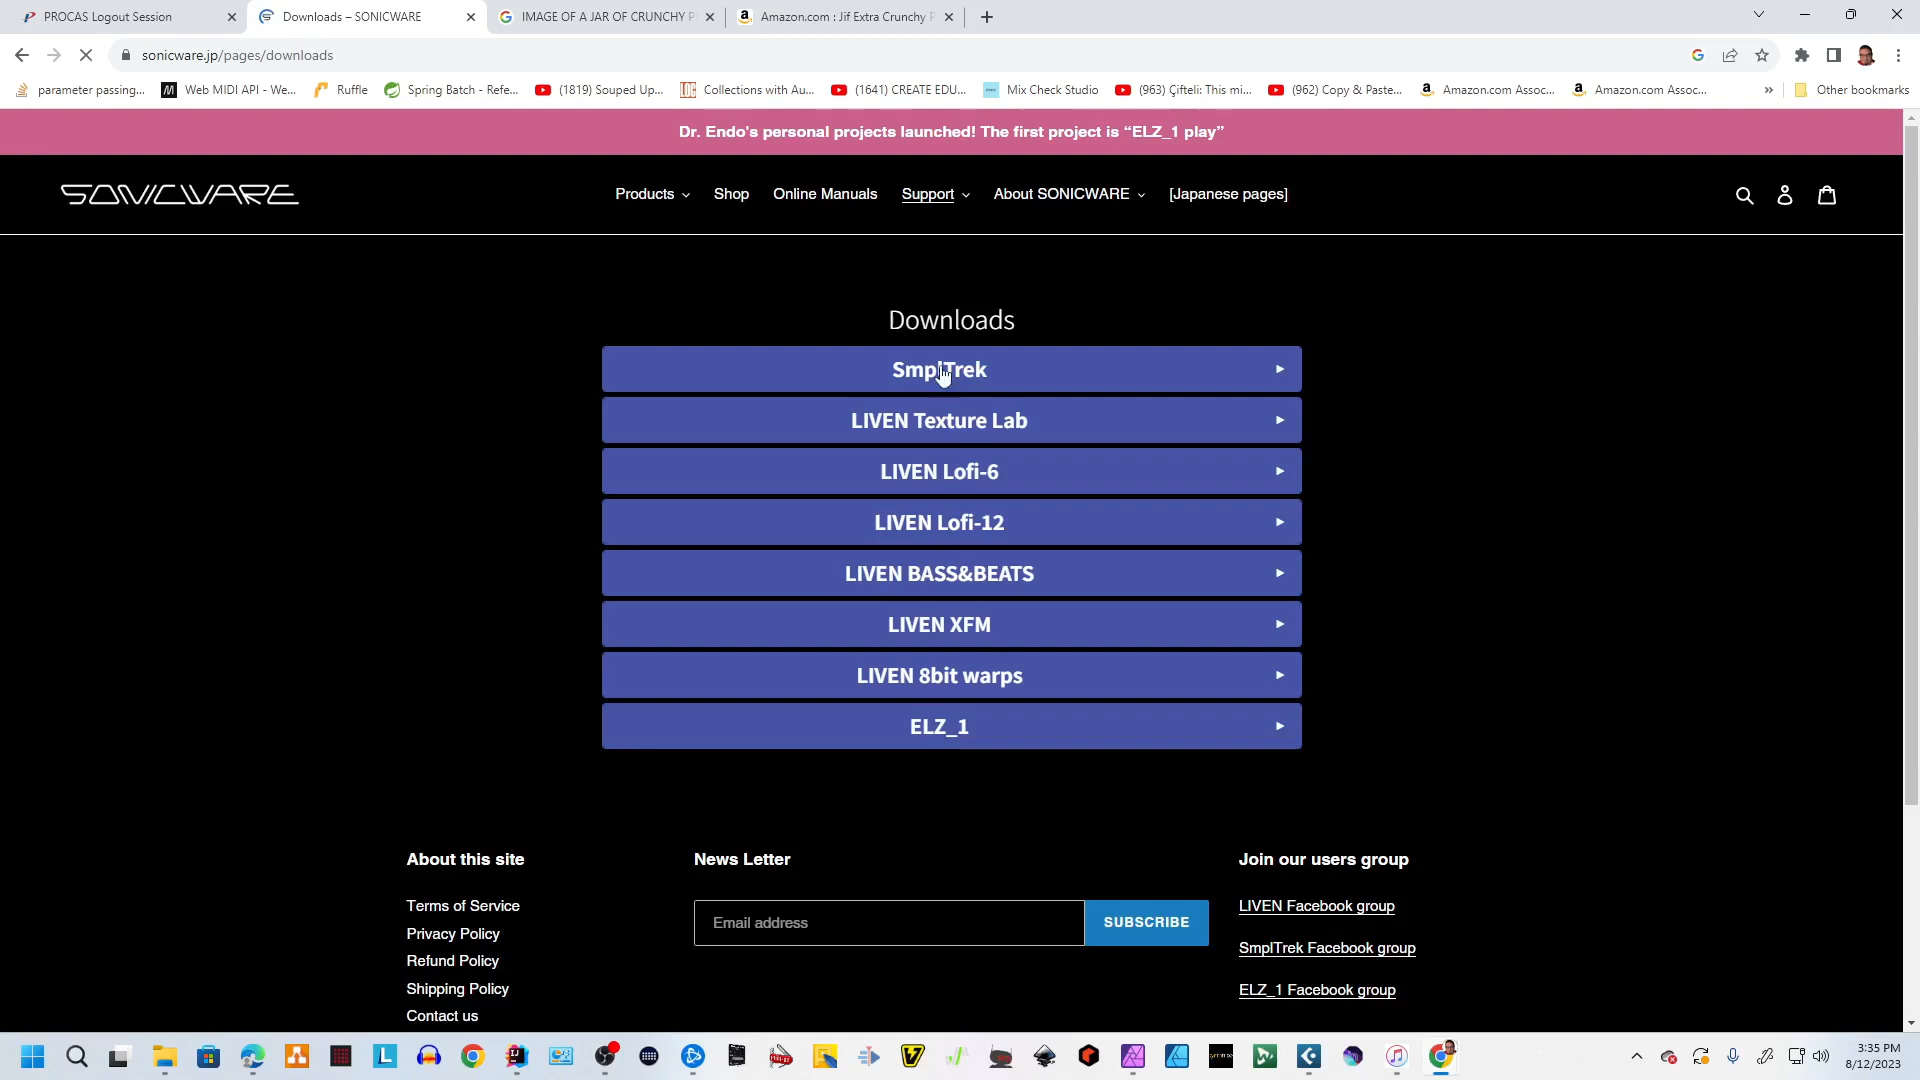 PROCAS Logout Session
Downloads – SONICWARE
IMAGE OF A JAR OF CRUNCHY P
Amazon.com : Jif Extra Crunchy P
sonicware.jp/pages/downloads
parameter passing...
Web MIDI API - We...
Ruffle
Spring Batch - Refe...
(1819) Souped Up...
Collections with Au...
(1641) CREATE EDU...
Mix Check Studio
(963) Çifteli: This mi...
(962) Copy & Paste...
Amazon.com Assoc...
Amazon.com Assoc...
Other bookmarks
Dr. Endo's personal projects launched! The first project is “ELZ_1 play”
SONICWARE
Products
Shop
Online Manuals
Support
About SONICWARE
[Japanese pages]
Downloads
SmplTrek
LIVEN Texture Lab
LIVEN Lofi-6
LIVEN Lofi-12
LIVEN BASS&BEATS
LIVEN XFM
LIVEN 8bit warps
ELZ_1
About this site
Terms of Service
Privacy Policy
Refund Policy
Shipping Policy
Contact us
News Letter
Email address
SUBSCRIBE
Join our users group
LIVEN Facebook group
SmplTrek Facebook group
ELZ_1 Facebook group
3:35 PM
8/12/2023